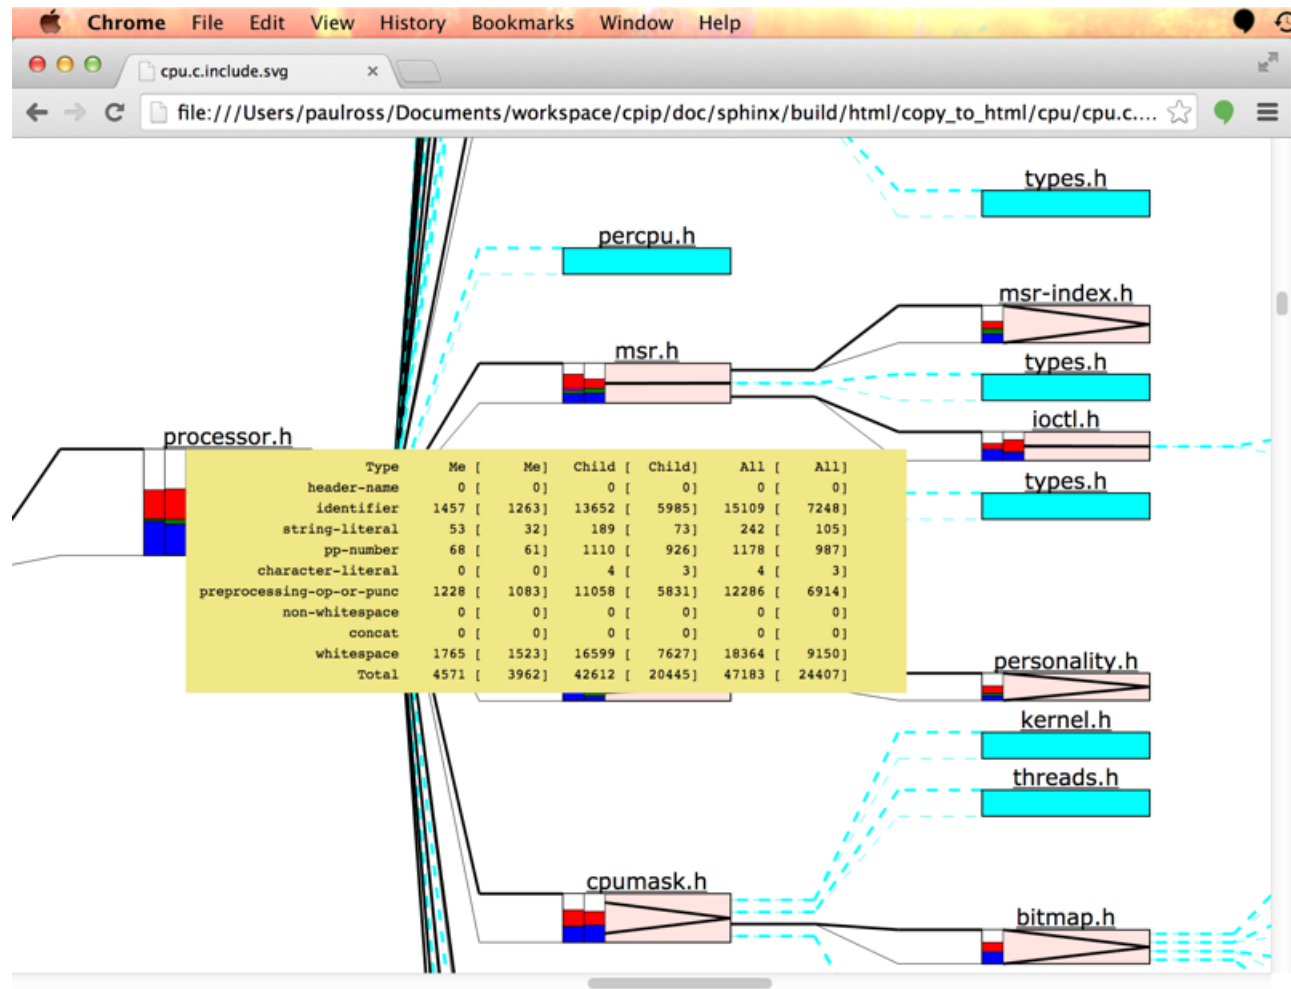 Chrome File Edit View History Bookmarks Window Help
cpu.c.include.svg ×
file:///Users/paulross/Documents/workspace/cpip/doc/sphinx/build/html/copy_to_html/cpu/cpu.c....
types.h
percpu.h
msr-index.h
msr.h
types.h
ioctl.h
processor.h
types.h
Type Me [ Me] Child [ Child] All [ All]
header-name 0 [ 0] 0 [ 0] 0 [ 0]
identifier 1457 [ 1263] 13652 [ 5985] 15109 [ 7248]
string-literal 53 [ 32] 189 [ 73] 242 [ 105]
pp-number 68 [ 61] 1110 [ 926] 1178 [ 987]
character-literal 0 [ 0] 4 [ 3] 4 [ 3]
preprocessing-op-or-punc 1228 [ 1083] 11058 [ 5831] 12286 [ 6914]
non-whitespace 0 [ 0] 0 [ 0] 0 [ 0]
concat 0 [ 0] 0 [ 0] 0 [ 0]
whitespace 1765 [ 1523] 16599 [ 7627] 18364 [ 9150]
Total 4571 [ 3962] 42612 [ 20445] 47183 [ 24407]
personality.h
kernel.h
threads.h
cpumask.h
bitmap.h